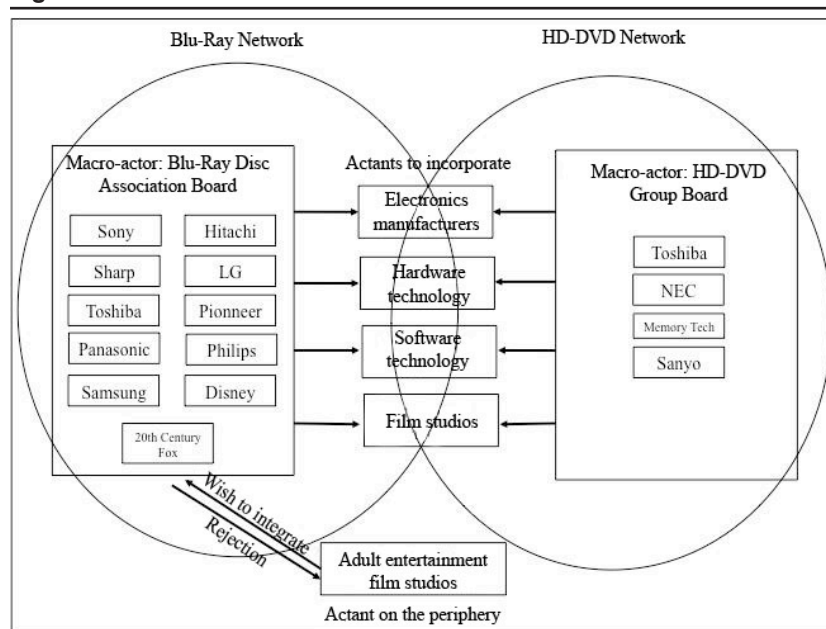 Blu-Ray Network
HD-DVD Network
Macro-actor: Blu-Ray Disc
Association Board
Sony
Hitachi
Sharp
LG
Toshiba
Pionneer
Panasonic
Philips
Samsung
Disney
20th Century
Fox
Actants to incorporate
Electronics
manufacturers
Hardware
technology
Software
technology
Film studios
Macro-actor: HD-DVD
Group Board
Toshiba
NEC
Memory Tech
Sanyo
Wish to integrate
Rejection
Adult entertainment
film studios
Actant on the periphery